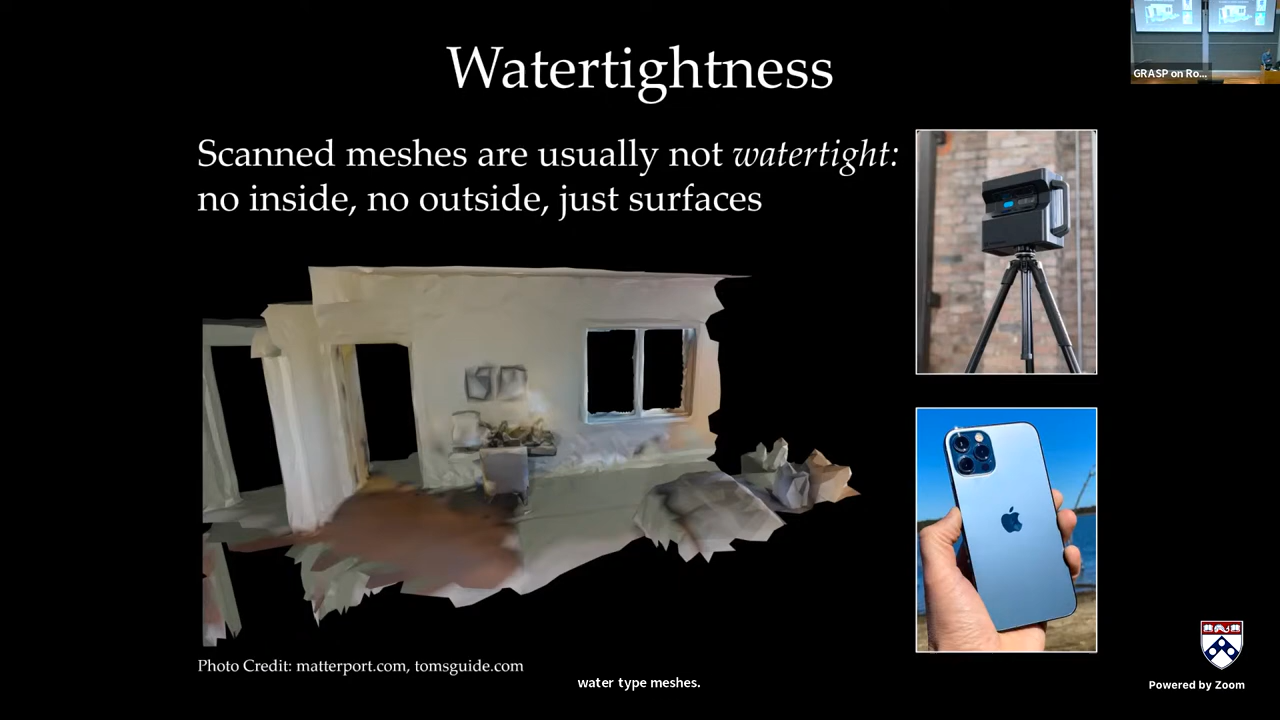 Watertightness
GRASP on Ro...
Scanned meshes are usually not watertight:
no inside, no outside, just surfaces
Photo Credit: matterport.com, tomsguide.com
water type meshes.
Powered by Zoom